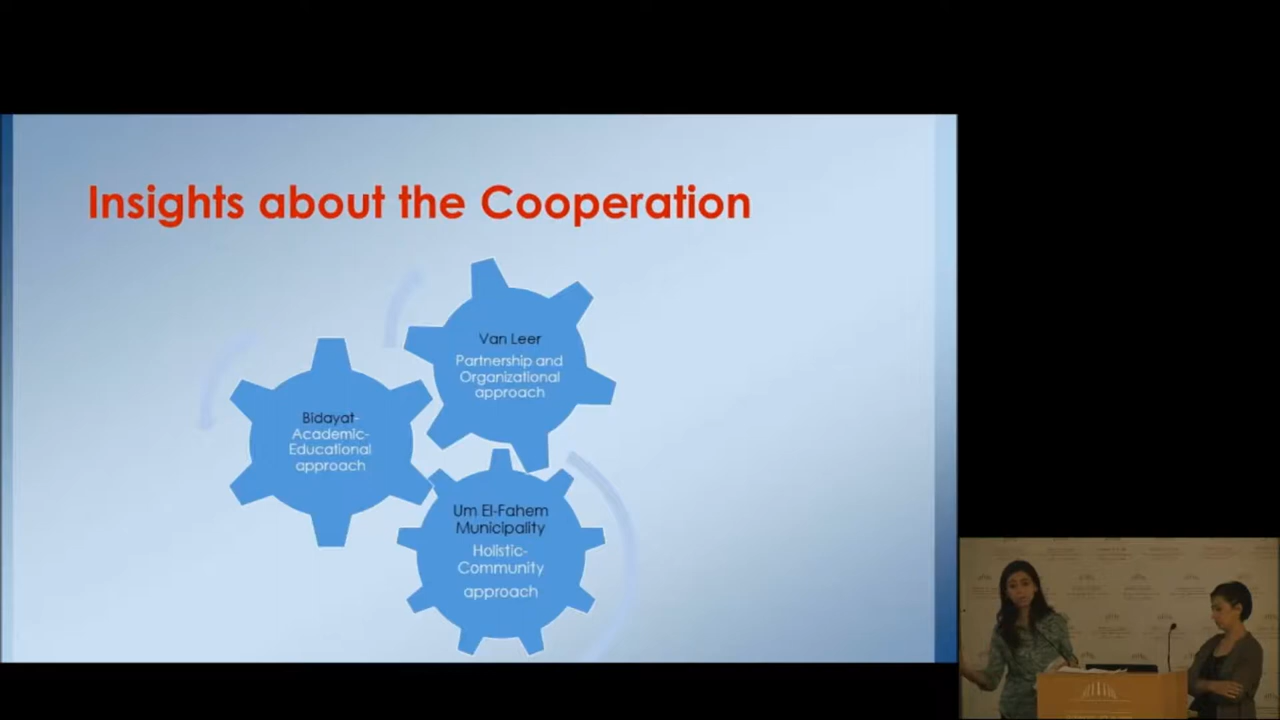 Insights about the Cooperation
Van Leer
Partnership and
Organizational
approach
Bidayat-
Academic-
Educational
approach
Um El-Fahem
Municipality
Holistic-
Community
approach